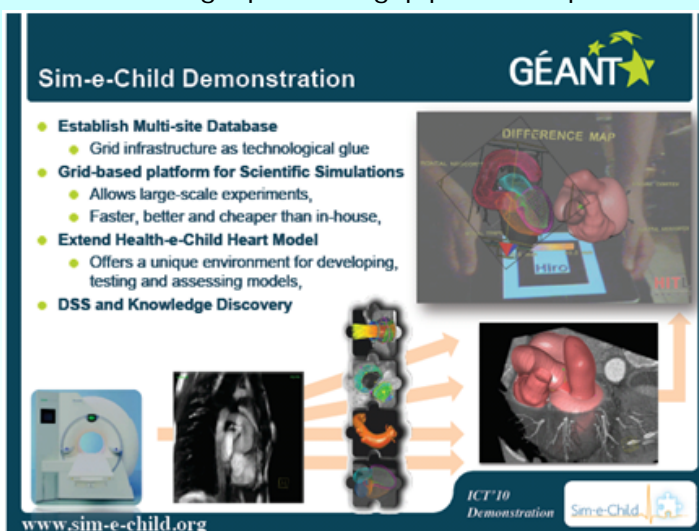 Sim-e-Child Demonstration
GÉANT
Establish Multi-site Database
Grid infrastructure as technological glue
Grid-based platform for Scientific Simulations
Allows large-scale experiments,
Faster, better and cheaper than in-house,
Extend Health-e-Child Heart Model
Offers a unique environment for developing,
testing and assessing models,
DSS and Knowledge Discovery
DIFFERENCE MAP
Hiro
ICT'10
Demonstration
Sim-e-Child
www.sim-e-child.org